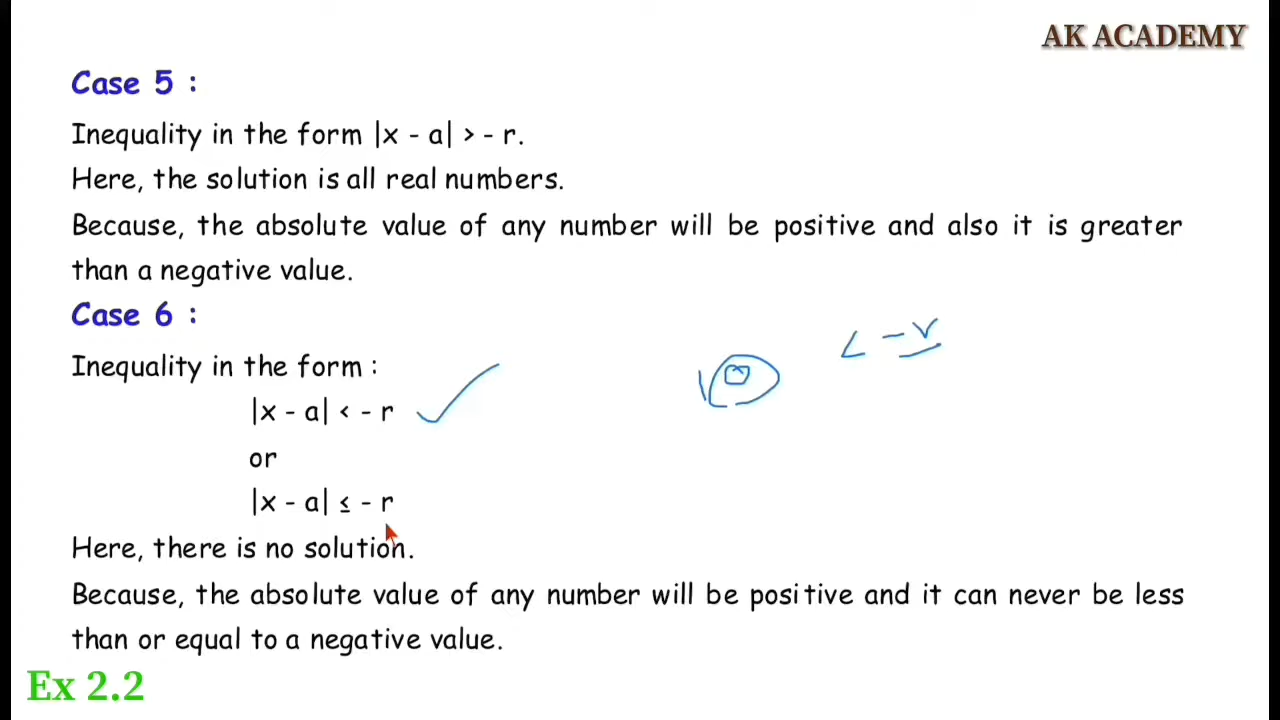 AK ACADEMY
Case 5 :
Inequality in the form |x - a| > - r.
Here, the solution is all real numbers.
Because, the absolute value of any number will be positive and also it is greater
than a negative value.
Case 6 :
Inequality in the form :
< - r
|x - a| < - r
or
|x - a| ≤ - r
Here, there is no solution.
Because, the absolute value of any number will be positive and it can never be less
than or equal to a negative value.
Ex 2.2